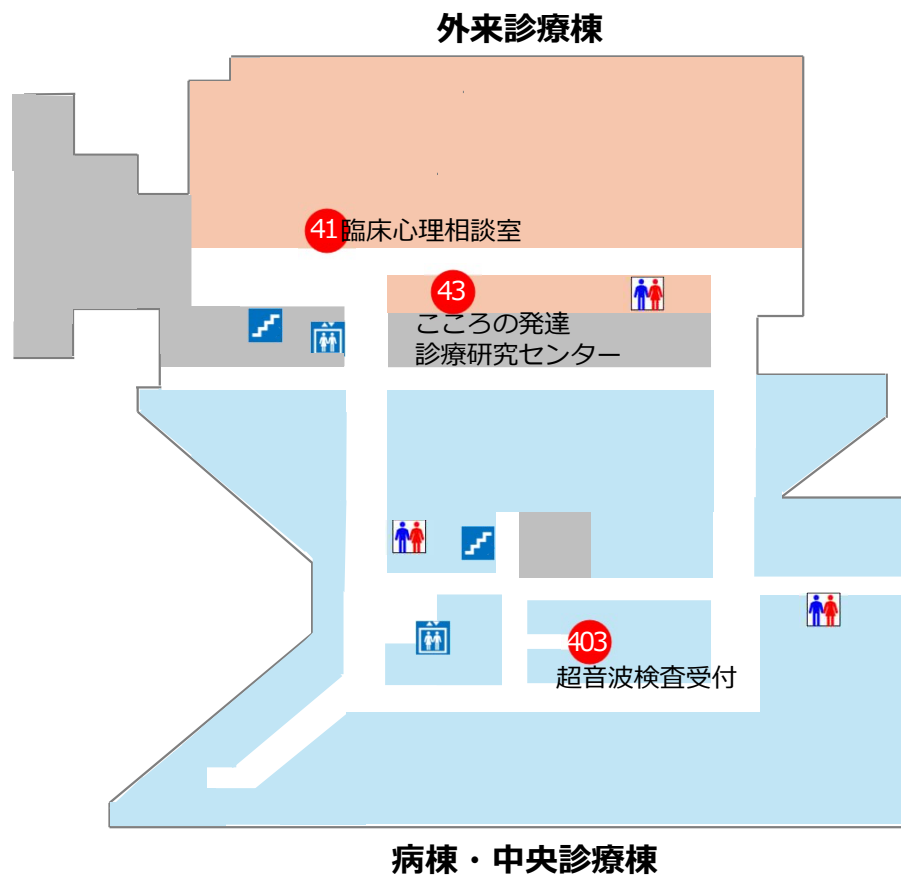 外来診療棟
41 臨床心理相談室
43
こころの発達
診療研究センター
403
超音波検査受付
病棟・中央診療棟